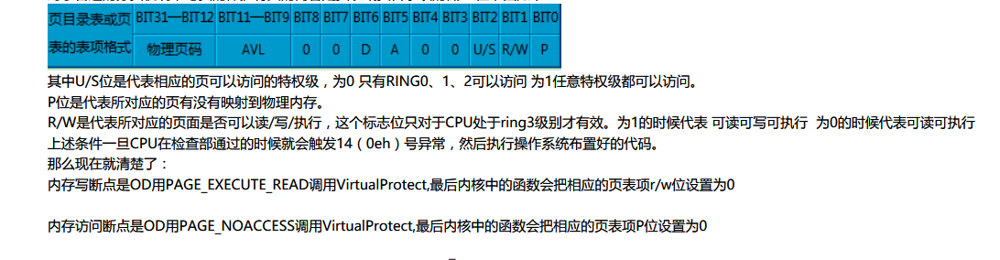 页目录表或页 BIT31—BIT12 BIT11—BIT9 BIT8 BIT7 BIT6 BIT5 BIT4 BIT3 BIT2 BIT1 BIT0
表的表项格式 物理页码 AVL 0 0 D A 0 0 U/S R/W P
其中U/S位是代表相应的页可以访问的特权级，为0 只有RING0、1、2可以访问 为1任意特权级都可以访问。
P位是代表所对应的页有没有映射到物理内存。
R/W是代表所对应的页面是否可以读/写/执行，这个标志位只对于CPU处于ring3级别才有效。为1的时候代表 可读可写可执行 为0的时候代表可读可执行
上述条件一旦CPU在检查部通过的时候就会触发14（0eh）号异常，然后执行操作系统布置好的代码。
那么现在就清楚了：
内存写断点是OD用PAGE_EXECUTE_READ调用VirtualProtect,最后内核中的函数会把相应的页表项r/w位设置为0
内存访问断点是OD用PAGE_NOACCESS调用VirtualProtect,最后内核中的函数会把相应的页表项P位设置为0